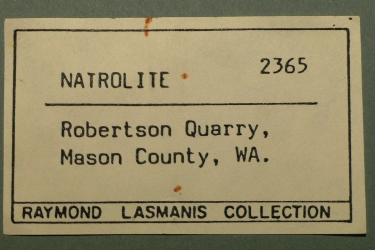 NATROLITE 2365
Robertson Quarry,
Mason County, WA.
RAYMOND LASMANIS COLLECTION